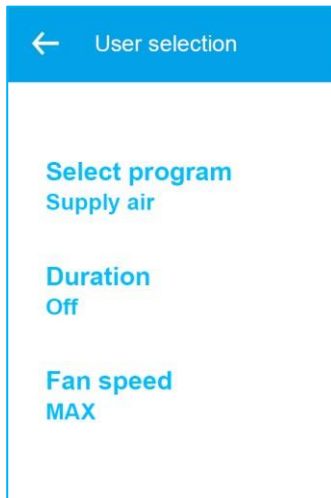 User selection
Select program
Supply air
Duration
Off
Fan speed
MAX